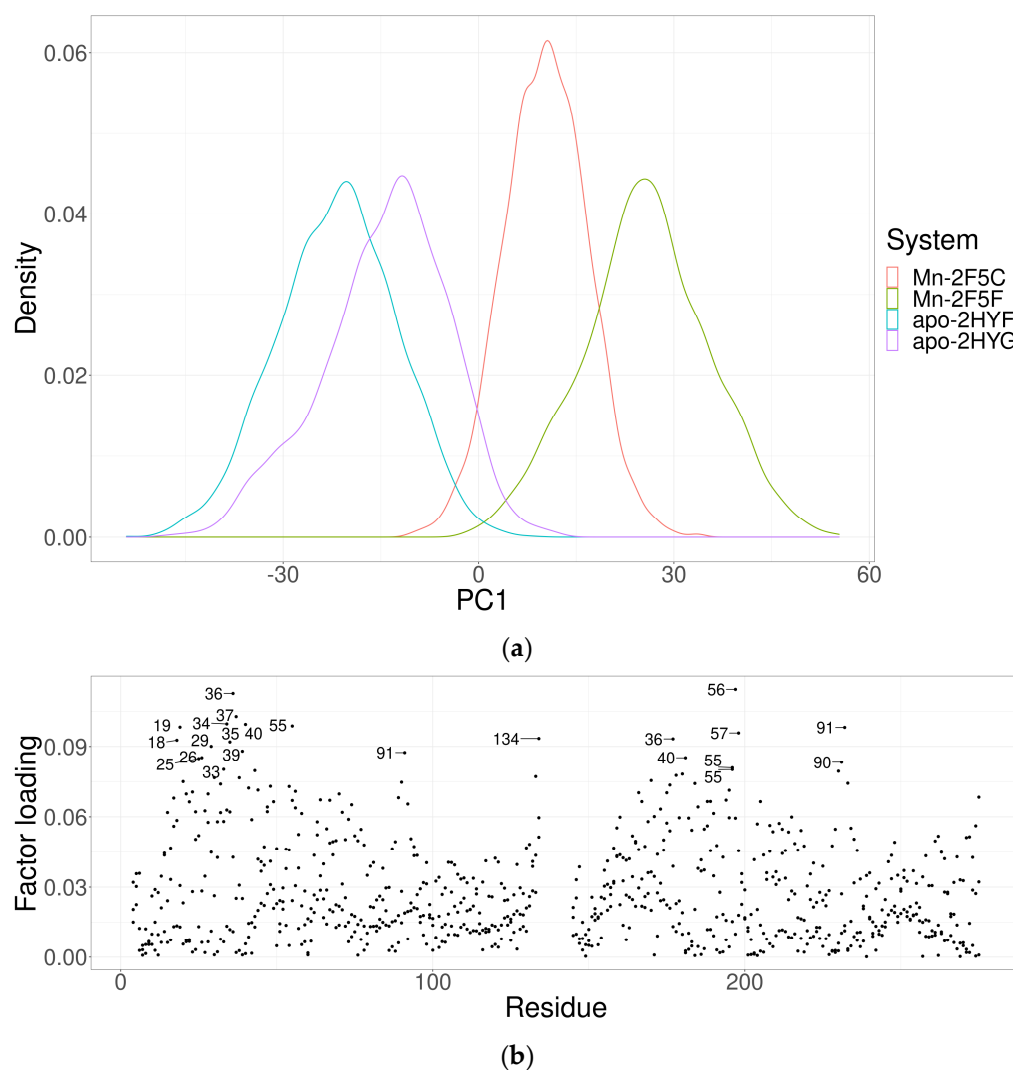 0.06
0.04
0.02
0.00
Density
-30 0 30 60
PC1
System
Mn-2F5C
Mn-2F5F
apo-2HYF
apo-2HYG
(a)
36 56
37 91
19 34 55 57
18 29 35 40 134 36
26 39 91 40
25 33 55 90
55
0.09
0.06
0.03
0.00
Factor loading
0 100 200
Residue
(b)